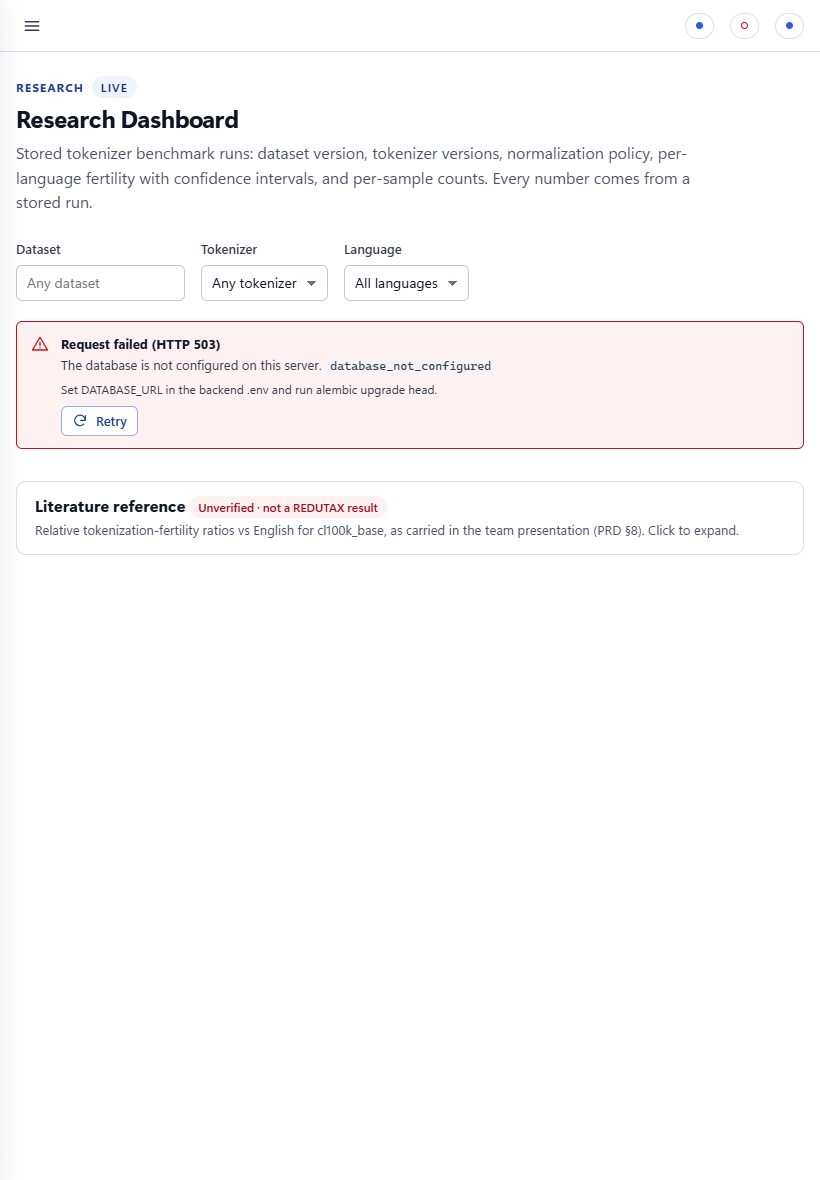 RESEARCH LIVE
Research Dashboard
Stored tokenizer benchmark runs: dataset version, tokenizer versions, normalization policy, per-
language fertility with confidence intervals, and per-sample counts. Every number comes from a
stored run.
Dataset Tokenizer Language
Any dataset Any tokenizer All languages
Request failed (HTTP 503)
The database is not configured on this server. database_not_configured
Set DATABASE_URL in the backend .env and run alembic upgrade head.
Retry
Literature reference Unverified · not a REDUTAX result
Relative tokenization-fertility ratios vs English for cl100k_base, as carried in the team presentation (PRD §8). Click to expand.